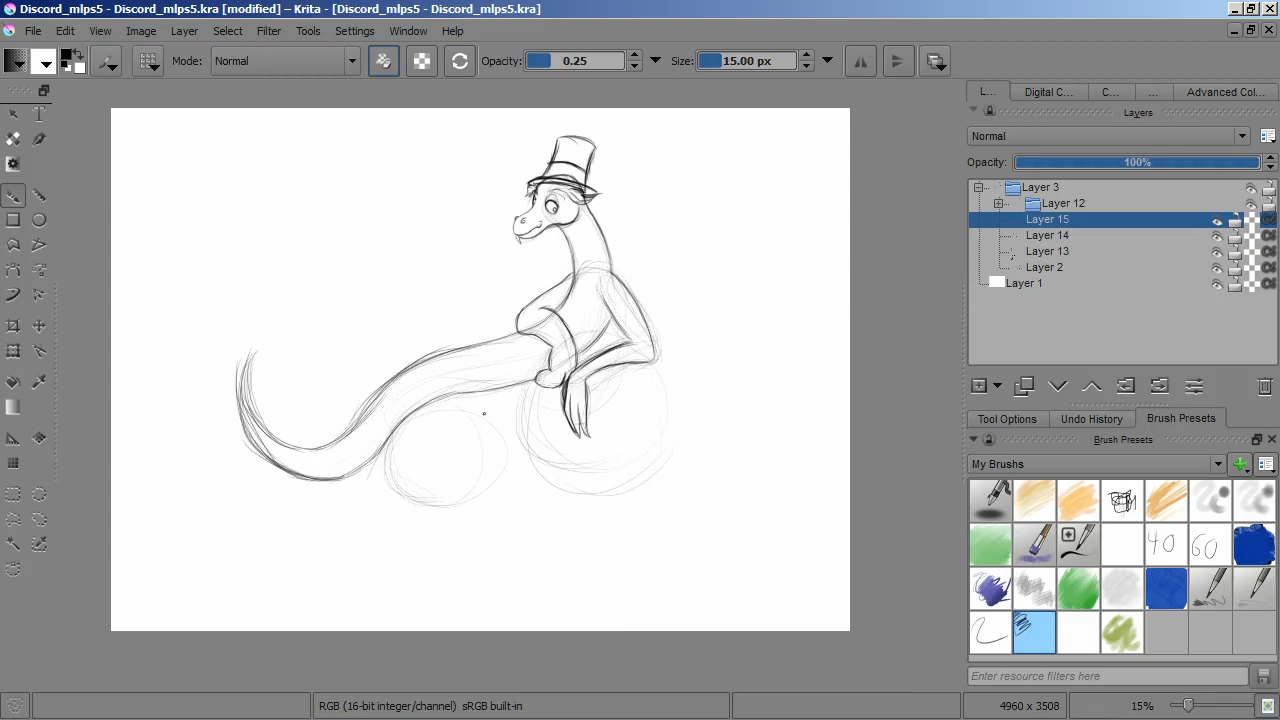 Discord_mlps5.kra [modified] – Krita - [Discord_mlps5 - Discord_mlps5.kra]
File Edit View Image Layer Select Filter Tools Settings Window Help
Mode: Normal Opacity: 0.25 Size: 15.00 px
L... Digital C... C... ... Advanced Col...
Layers
Normal
Opacity: 100%
Layer 3
Layer 12
Layer 15
Layer 14
Layer 13
Layer 2
Layer 1
Tool Options Undo History Brush Presets
Brush Presets
My Brushes
40 60
Enter resource filters here
RGB (16-bit integer/channel) sRGB built-in 4960 x 3508 15%